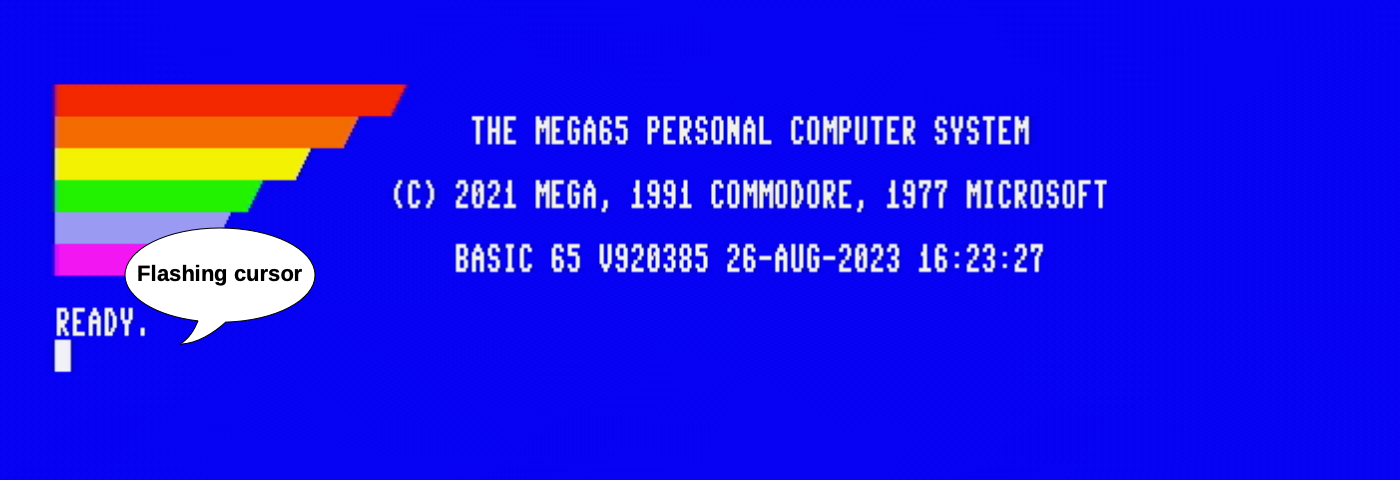 THE MEGA65 PERSONAL COMPUTER SYSTEM
(C) 2021 MEGA, 1991 COMMODORE, 1977 MICROSOFT
BASIC 65 V920385 26-AUG-2023 16:23:27
Flashing cursor
READY.